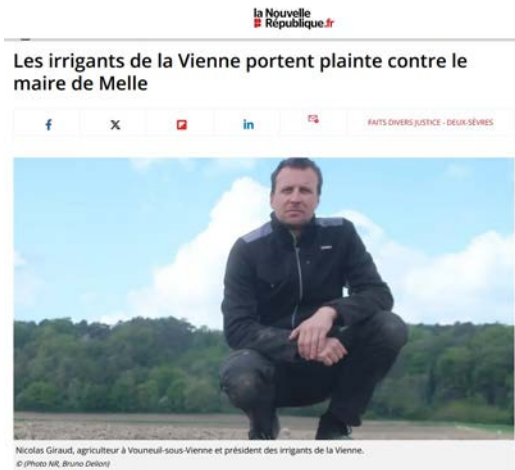 la Nouvelle
République.fr
Les irrigants de la Vienne portent plainte contre le
maire de Melle
FAITS DIVERS JUSTICE - DEUX-SÈVRES
Nicolas Giraud, agriculteur à Vouneuil-sous-Vienne et président des irrigants de la Vienne.
© (Photo NR, Bruno Delion)